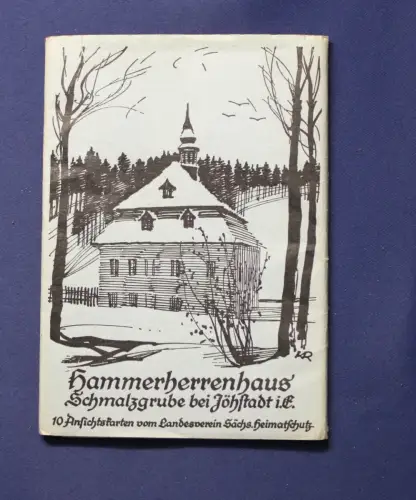 Hammerherrenhaus
Schmalzgrube bei Jöhstadt i.E.
10 Ansichtskarten vom Landesverein Sächs. Heimatschutz